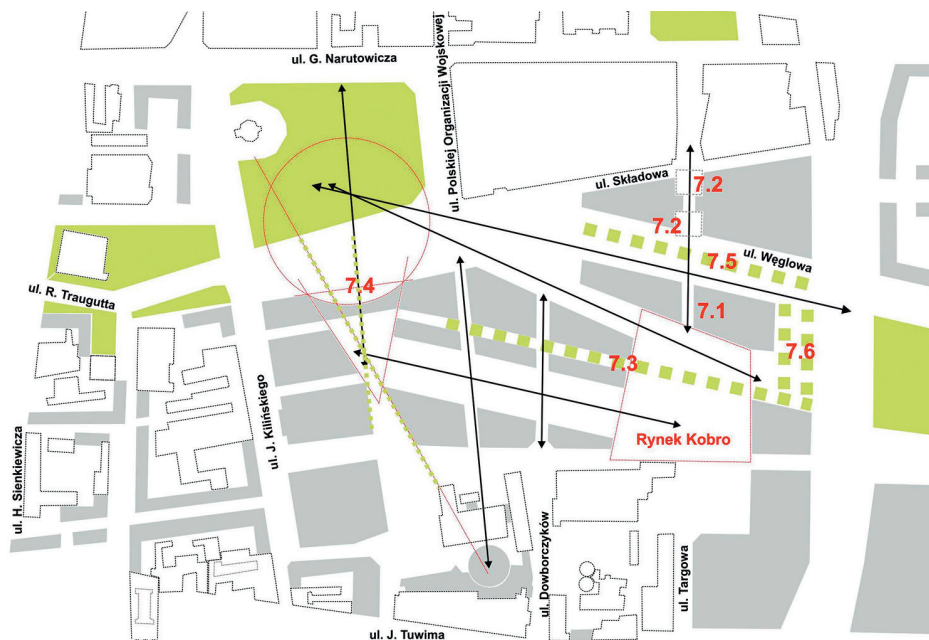 ul. G. Narutowicza
ul. Polskiej Organizacji Wojskowej
ul. Składowa
7.2
7.2
ul. Węglowa
7.5
7.4
ul. R. Traugutta
7.1
7.6
7.3
ul. J. Kilińskiego
Rynek Kobro
ul. H. Sienkiewicza
ul. Dowborczyków
ul. Targowa
ul. J. Tuwima